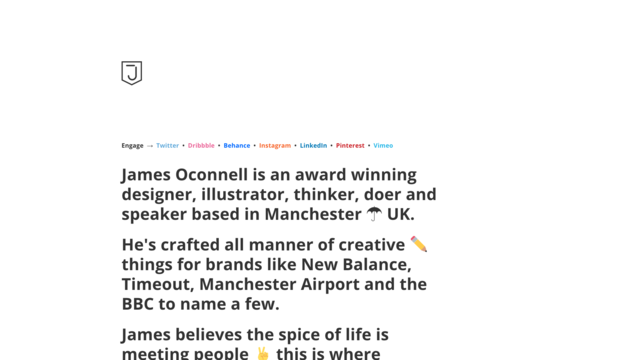 Engage → Twitter • Dribbble • Behance • Instagram • LinkedIn • Pinterest • Vimeo
James Oconnell is an award winning
designer, illustrator, thinker, doer and
speaker based in Manchester ☂ UK.
He's crafted all manner of creative ✏️
things for brands like New Balance,
Timeout, Manchester Airport and the
BBC to name a few.
James believes the spice of life is
meeting people ✌️ this is where